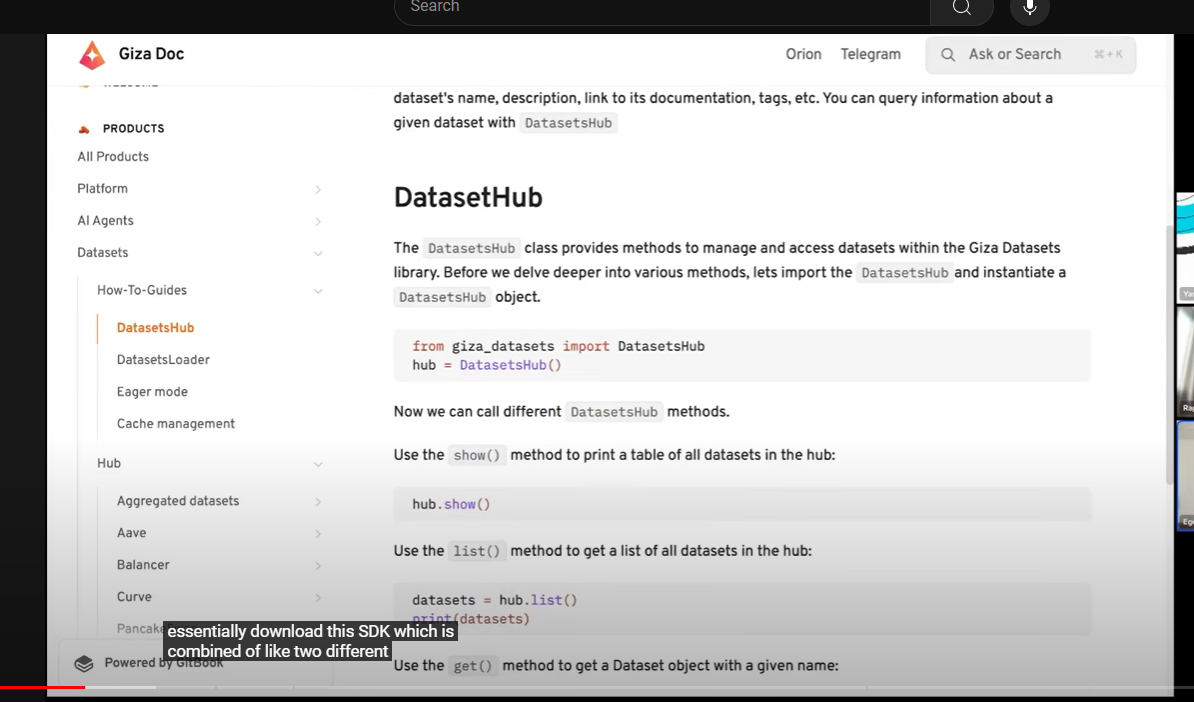 Search
Giza Doc
Orion
Telegram
Ask or Search
⌘+K
WELCOME
PRODUCTS
All Products
Platform
AI Agents
Datasets
How-To-Guides
DatasetsHub
DatasetsLoader
Eager mode
Cache management
Hub
Aggregated datasets
Aave
Balancer
Curve
Powered by GitBook
dataset's name, description, link to its documentation, tags, etc. You can query information about a
given dataset with DatasetsHub
DatasetHub
The DatasetsHub class provides methods to manage and access datasets within the Giza Datasets
library. Before we delve deeper into various methods, lets import the DatasetsHub and instantiate a
DatasetsHub object.
from giza_datasets import DatasetsHub
hub = DatasetsHub()
Now we can call different DatasetsHub methods.
Use the show() method to print a table of all datasets in the hub:
hub.show()
Use the list() method to get a list of all datasets in the hub:
datasets = hub.list()
print(datasets)
Use the get() method to get a Dataset object with a given name:
essentially download this SDK which is
combined of like two different